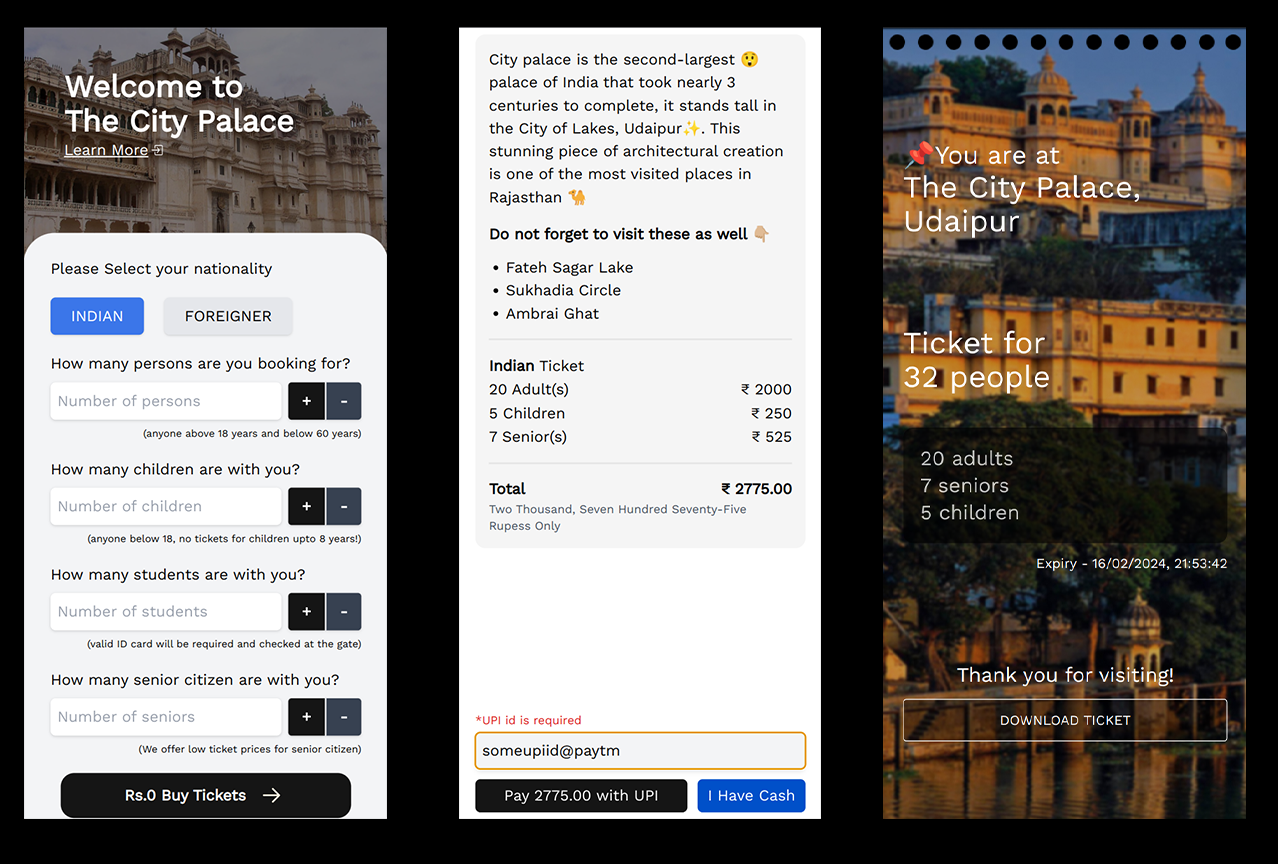 Welcome to
The City Palace
Learn More
Please Select your nationality
INDIAN FOREIGNER
How many persons are you booking for?
Number of persons + -
(anyone above 18 years and below 60 years)
How many children are with you?
Number of children + -
(anyone below 18, no tickets for children upto 8 years!)
How many students are with you?
Number of students + -
(valid ID card will be required and checked at the gate)
How many senior citizen are with you?
Number of seniors + -
(We offer low ticket prices for senior citizen)
Rs.0 Buy Tickets →
City palace is the second-largest 😲
palace of India that took nearly 3
centuries to complete, it stands tall in
the City of Lakes, Udaipur✨. This
stunning piece of architectural creation
is one of the most visited places in
Rajasthan 🐪
Do not forget to visit these as well 👇🏼
• Fateh Sagar Lake
• Sukhadia Circle
• Ambrai Ghat
Indian Ticket
20 Adult(s) ₹ 2000
5 Children ₹ 250
7 Senior(s) ₹ 525
Total ₹ 2775.00
Two Thousand, Seven Hundred Seventy-Five
Rupess Only
*UPI id is required
someupiid@paytm
Pay 2775.00 with UPI I Have Cash
📌You are at
The City Palace,
Udaipur
Ticket for
32 people
20 adults
7 seniors
5 children
Expiry - 16/02/2024, 21:53:42
Thank you for visiting!
DOWNLOAD TICKET